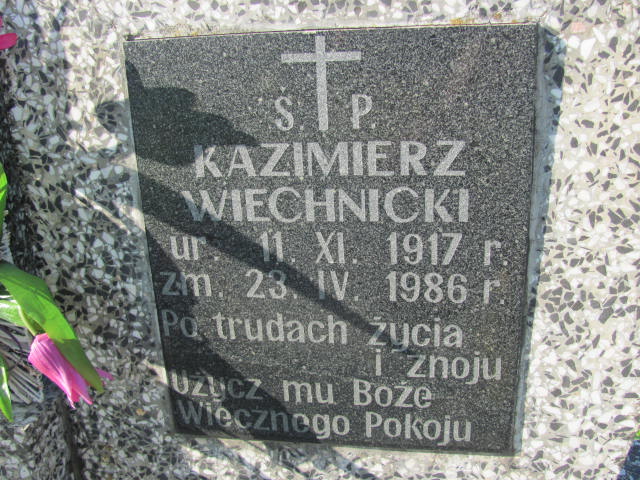 Ś. P.
KAZIMIERZ
WIECHNICKI
ur. 11. XI. 1917 r.
zm. 23. IV. 1986 r.
Po trudach życia
i znoju
użycz mu Boże
Wiecznego Pokoju